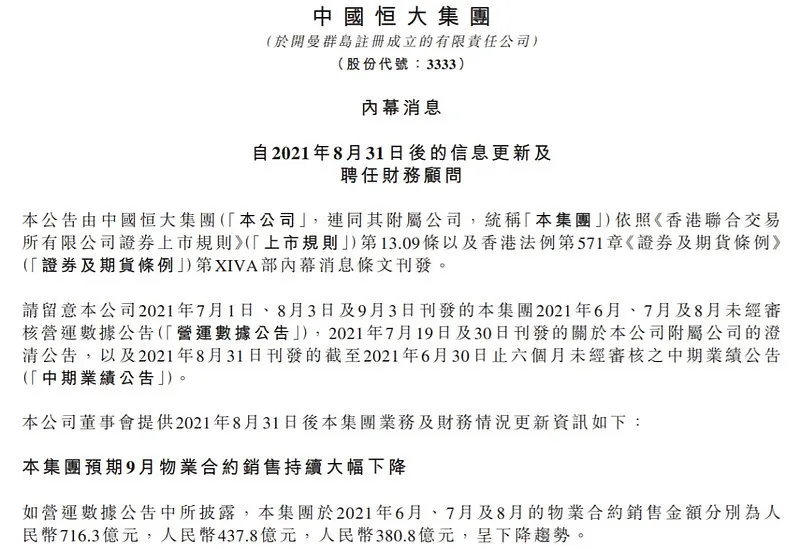 中國恒大集團
(於開曼群島註冊成立的有限責任公司)
(股份代號：3333)
內幕消息
自2021年8月31日後的信息更新及
聘任財務顧問
本公告由中國恒大集團(「本公司」，連同其附屬公司，統稱「本集團」)依照《香港聯合交易
所有限公司證券上市規則》(「上市規則」)第13.09條以及香港法例第571章《證券及期貨條例》
(「證券及期貨條例」)第XIVA部內幕消息條文刊發。
請留意本公司2021年7月1日、8月3日及9月3日刊發的本集團2021年6月、7月及8月未經審
核營運數據公告(「營運數據公告」)，2021年7月19日及30日刊發的關於本公司附屬公司的澄
清公告，以及2021年8月31日刊發的截至2021年6月30日止六個月未經審核之中期業績公告
(「中期業績公告」)。
本公司董事會提供2021年8月31日後本集團業務及財務情況更新資訊如下：
本集團預期9月物業合約銷售持續大幅下降
如營運數據公告中所披露，本集團於2021年6月、7月及8月的物業合約銷售金額分別為人
民幣716.3億元，人民幣437.8億元，人民幣380.8億元，呈下降趨勢。